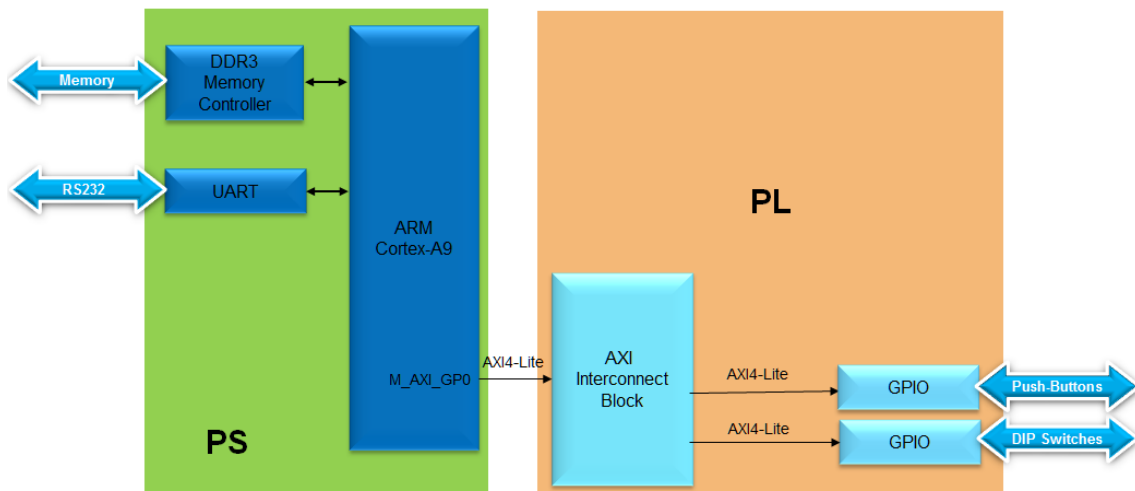 DDR3
Memory
Controller
Memory
RS232
UART
ARM
Cortex-A9
M_AXI_GP0
PS
AXI4-Lite
PL
AXI
Interconnect
Block
AXI4-Lite
GPIO
Push-Buttons
AXI4-Lite
GPIO
DIP Switches